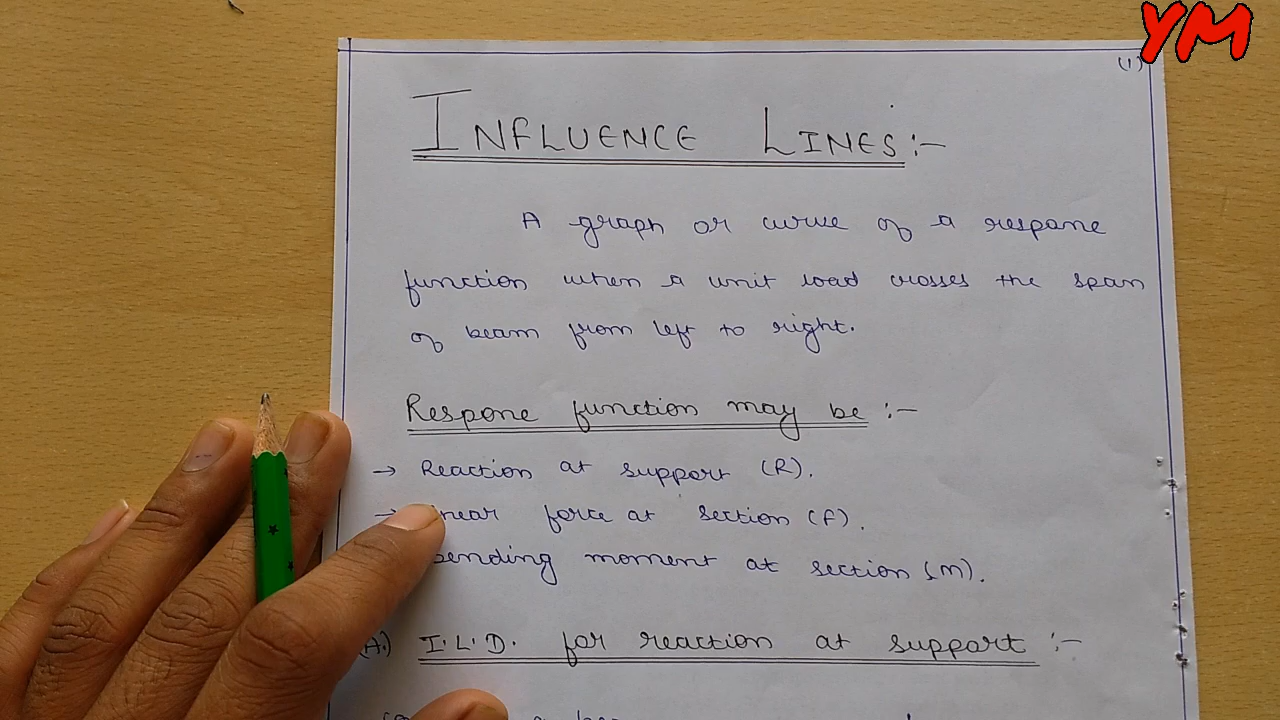 YM
(1)
INFLUENCE LINES:-
A graph or curve of a respone
function when a unit load crosses the span
of beam from left to right.
Respone function may be :-
→ Reaction at support (R).
→ hear force at section (F).
bending moment at section (M).
(A.) I.L.D. for reaction at support :-